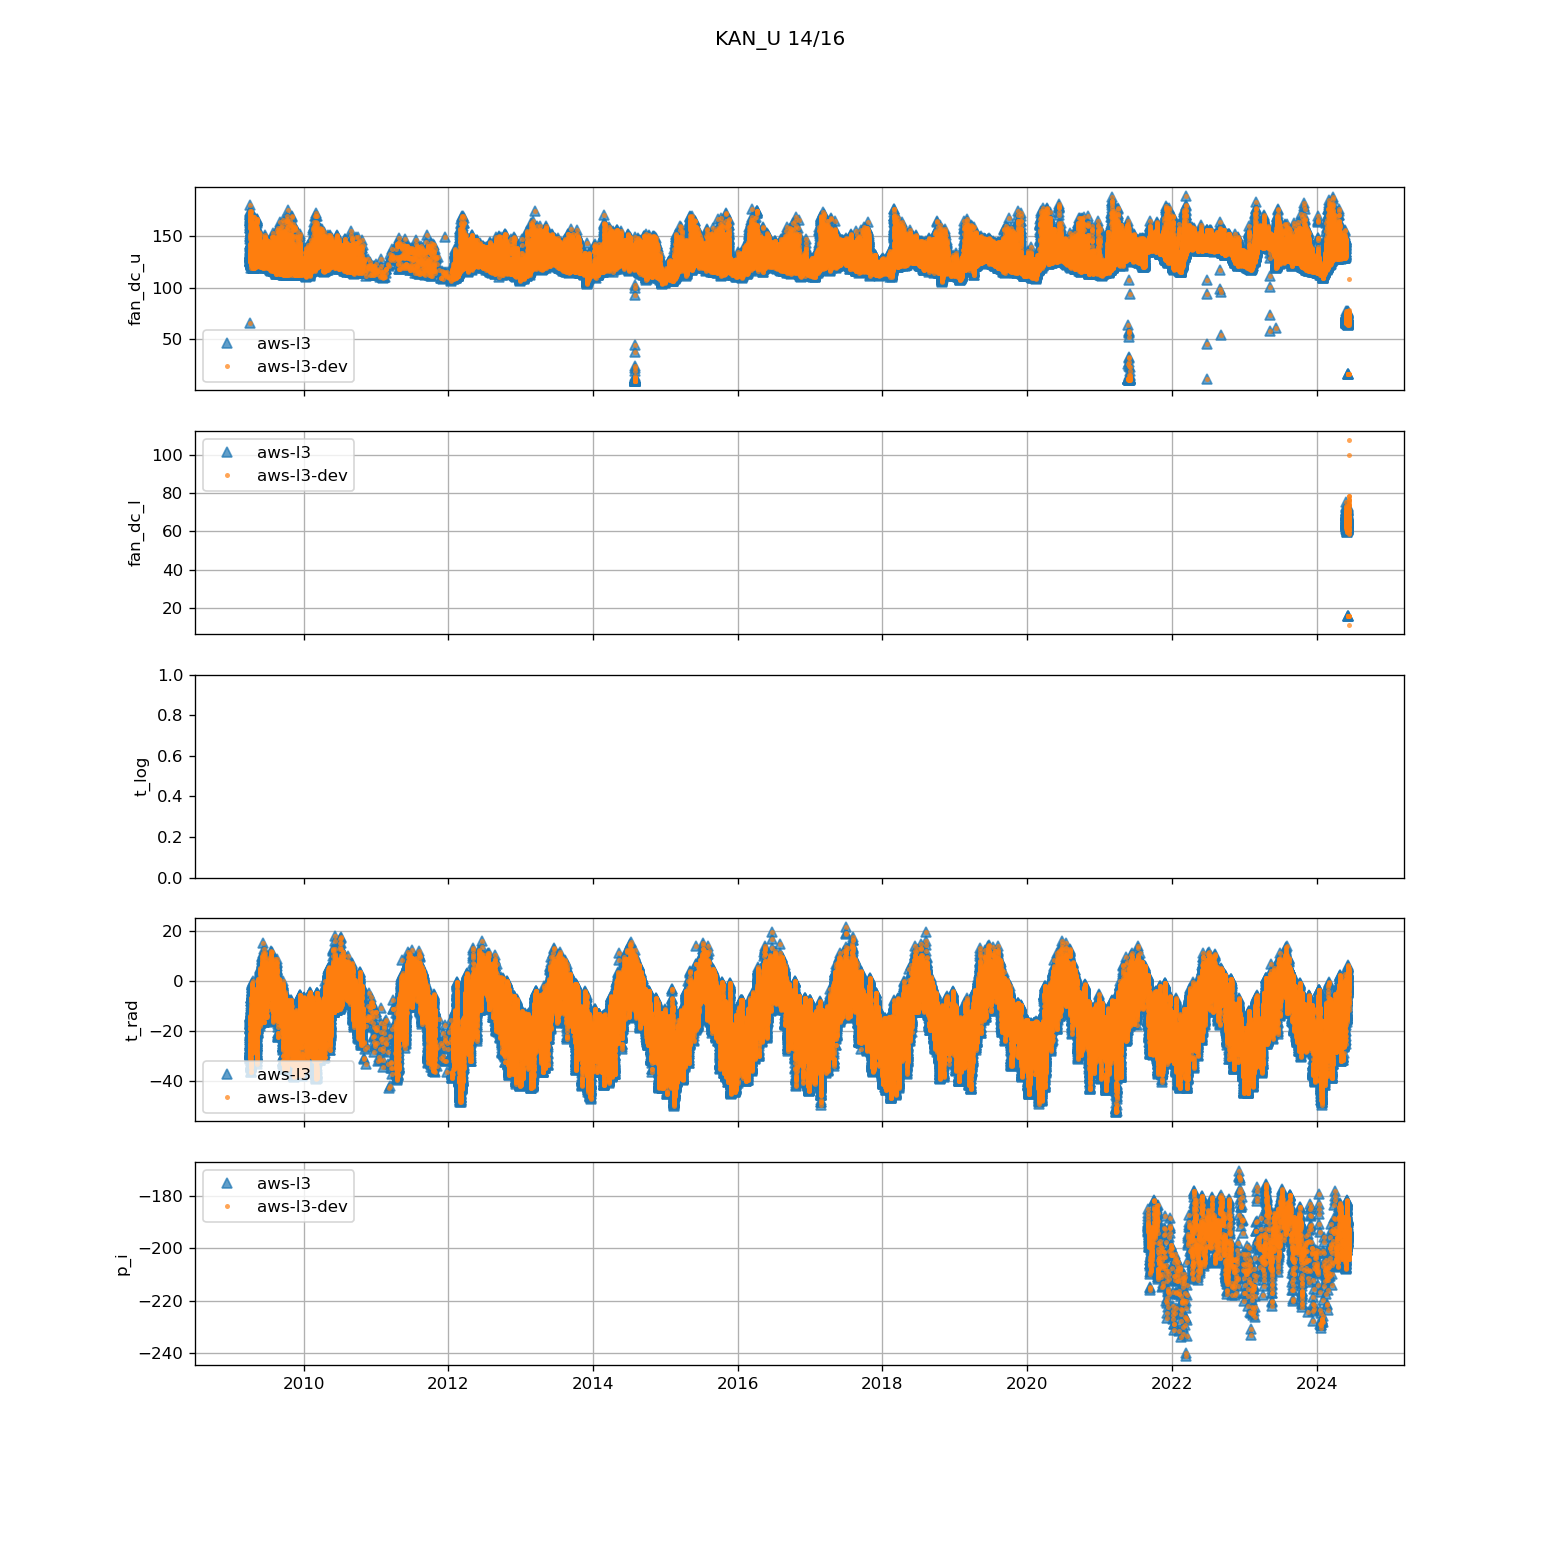 KAN_U 14/16
fan_dc_u
150
100
50
aws-l3
aws-l3-dev
fan_dc_l
100
80
60
40
20
aws-l3
aws-l3-dev
t_log
1.0
0.8
0.6
0.4
0.2
0.0
t_rad
20
0
−20
−40
aws-l3
aws-l3-dev
p_i
−180
−200
−220
−240
aws-l3
aws-l3-dev
2010 2012 2014 2016 2018 2020 2022 2024